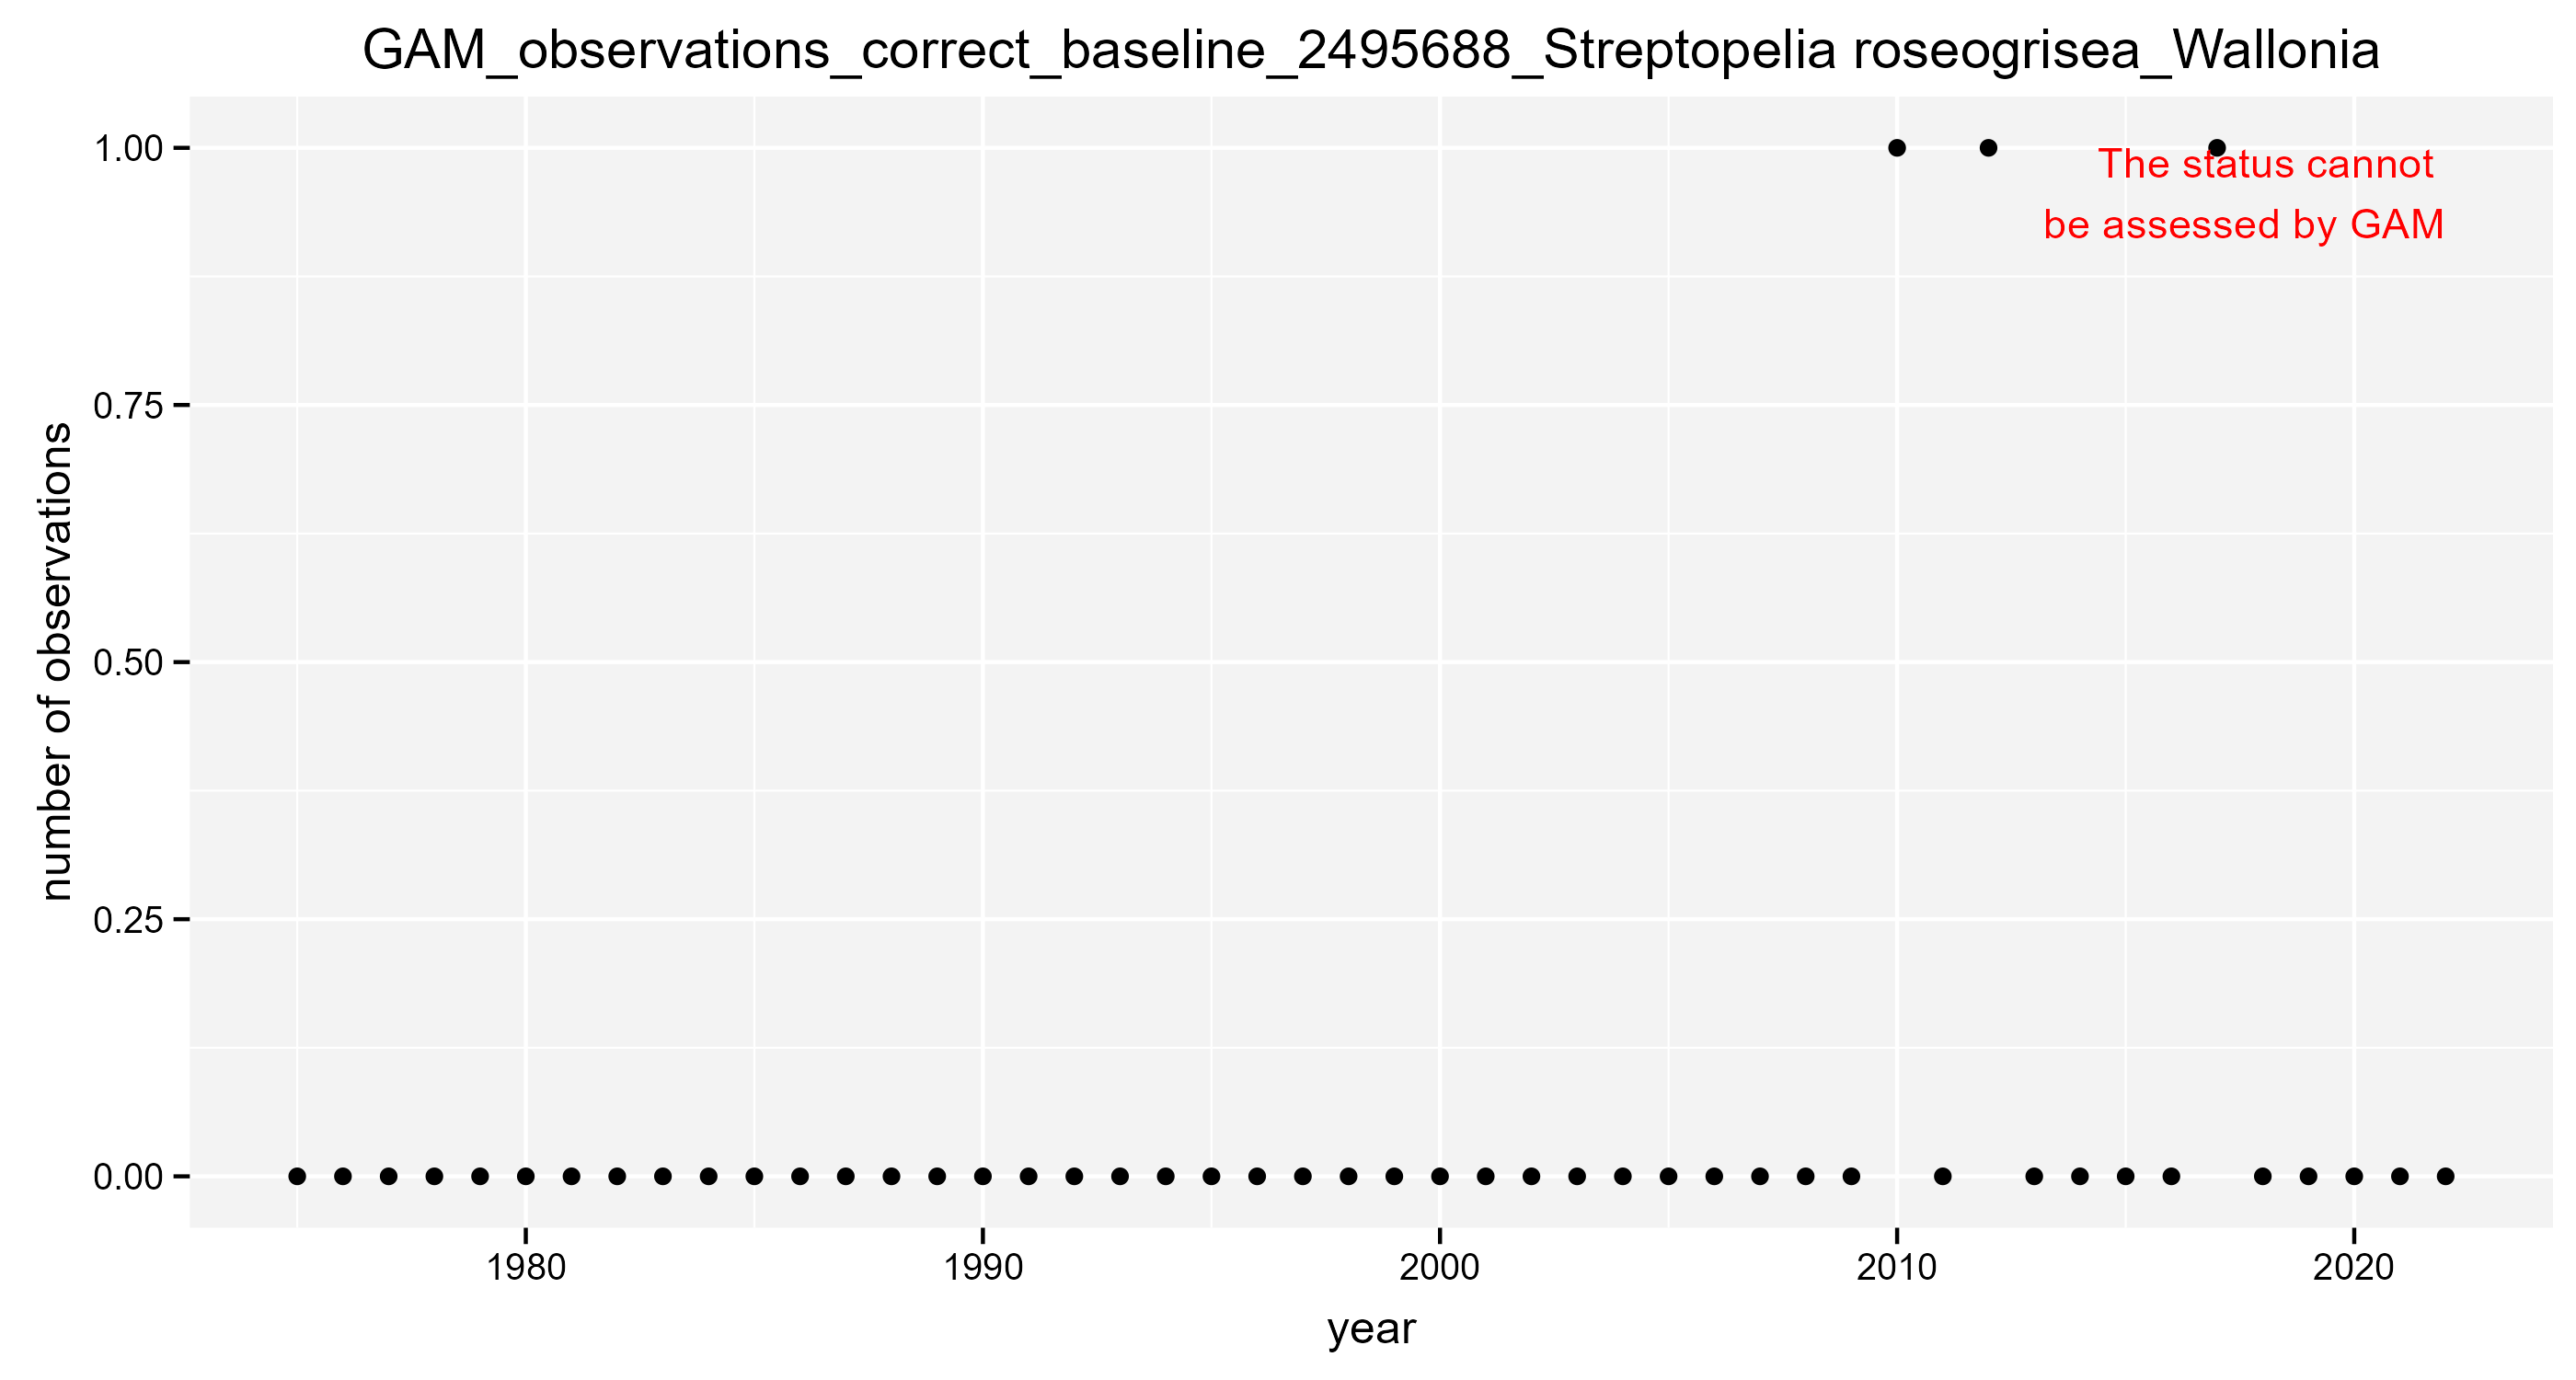 GAM_observations_correct_baseline_2495688_Streptopelia roseogrisea_Wallonia
1.00
The status cannot
be assessed by GAM
0.75
0.50
0.25
0.00
number of observations
1980
1990
2000
2010
2020
year